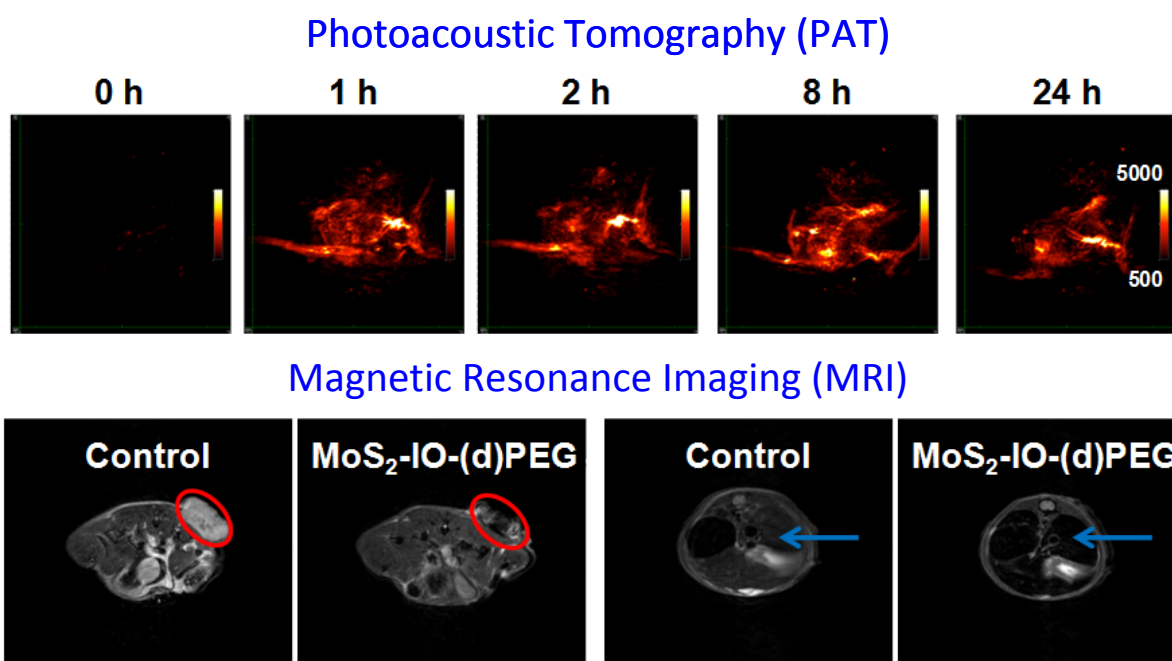 Photoacoustic Tomography (PAT)
0 h 1 h 2 h 8 h 24 h
5000
500
Magnetic Resonance Imaging (MRI)
Control MoS₂-IO-(d)PEG Control MoS₂-IO-(d)PEG